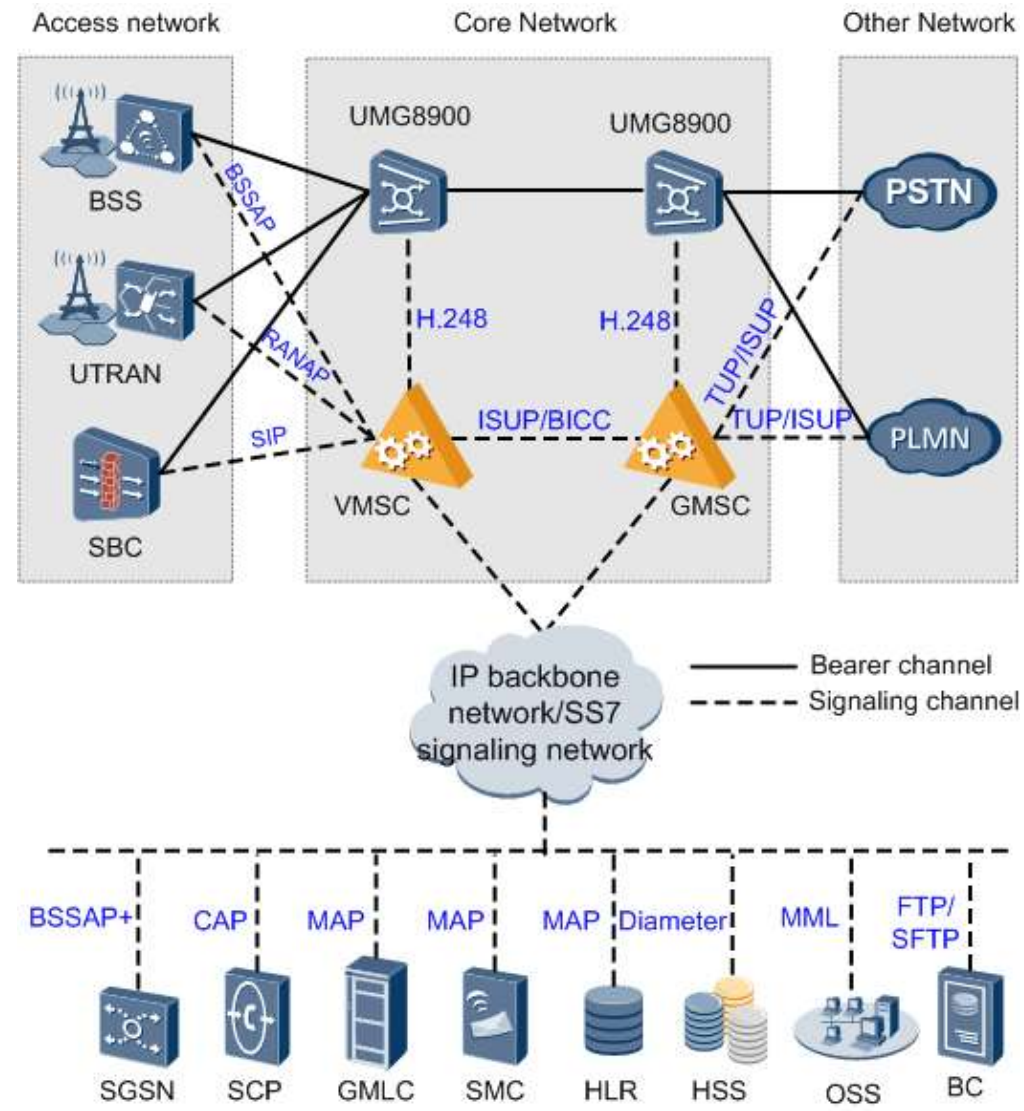 Access network
Core Network
Other Network
UMG8900
UMG8900
BSS
BSSAP
PSTN
H.248
H.248
UTRAN
RANAP
TUP/ISUP
SIP
ISUP/BICC
TUP/ISUP
PLMN
VMSC
GMSC
SBC
IP backbone
network/SS7
signaling network
Bearer channel
Signaling channel
BSSAP+
CAP
MAP
MAP
MAP
Diameter
MML
FTP/
SFTP
SGSN
SCP
GMLC
SMC
HLR
HSS
OSS
BC